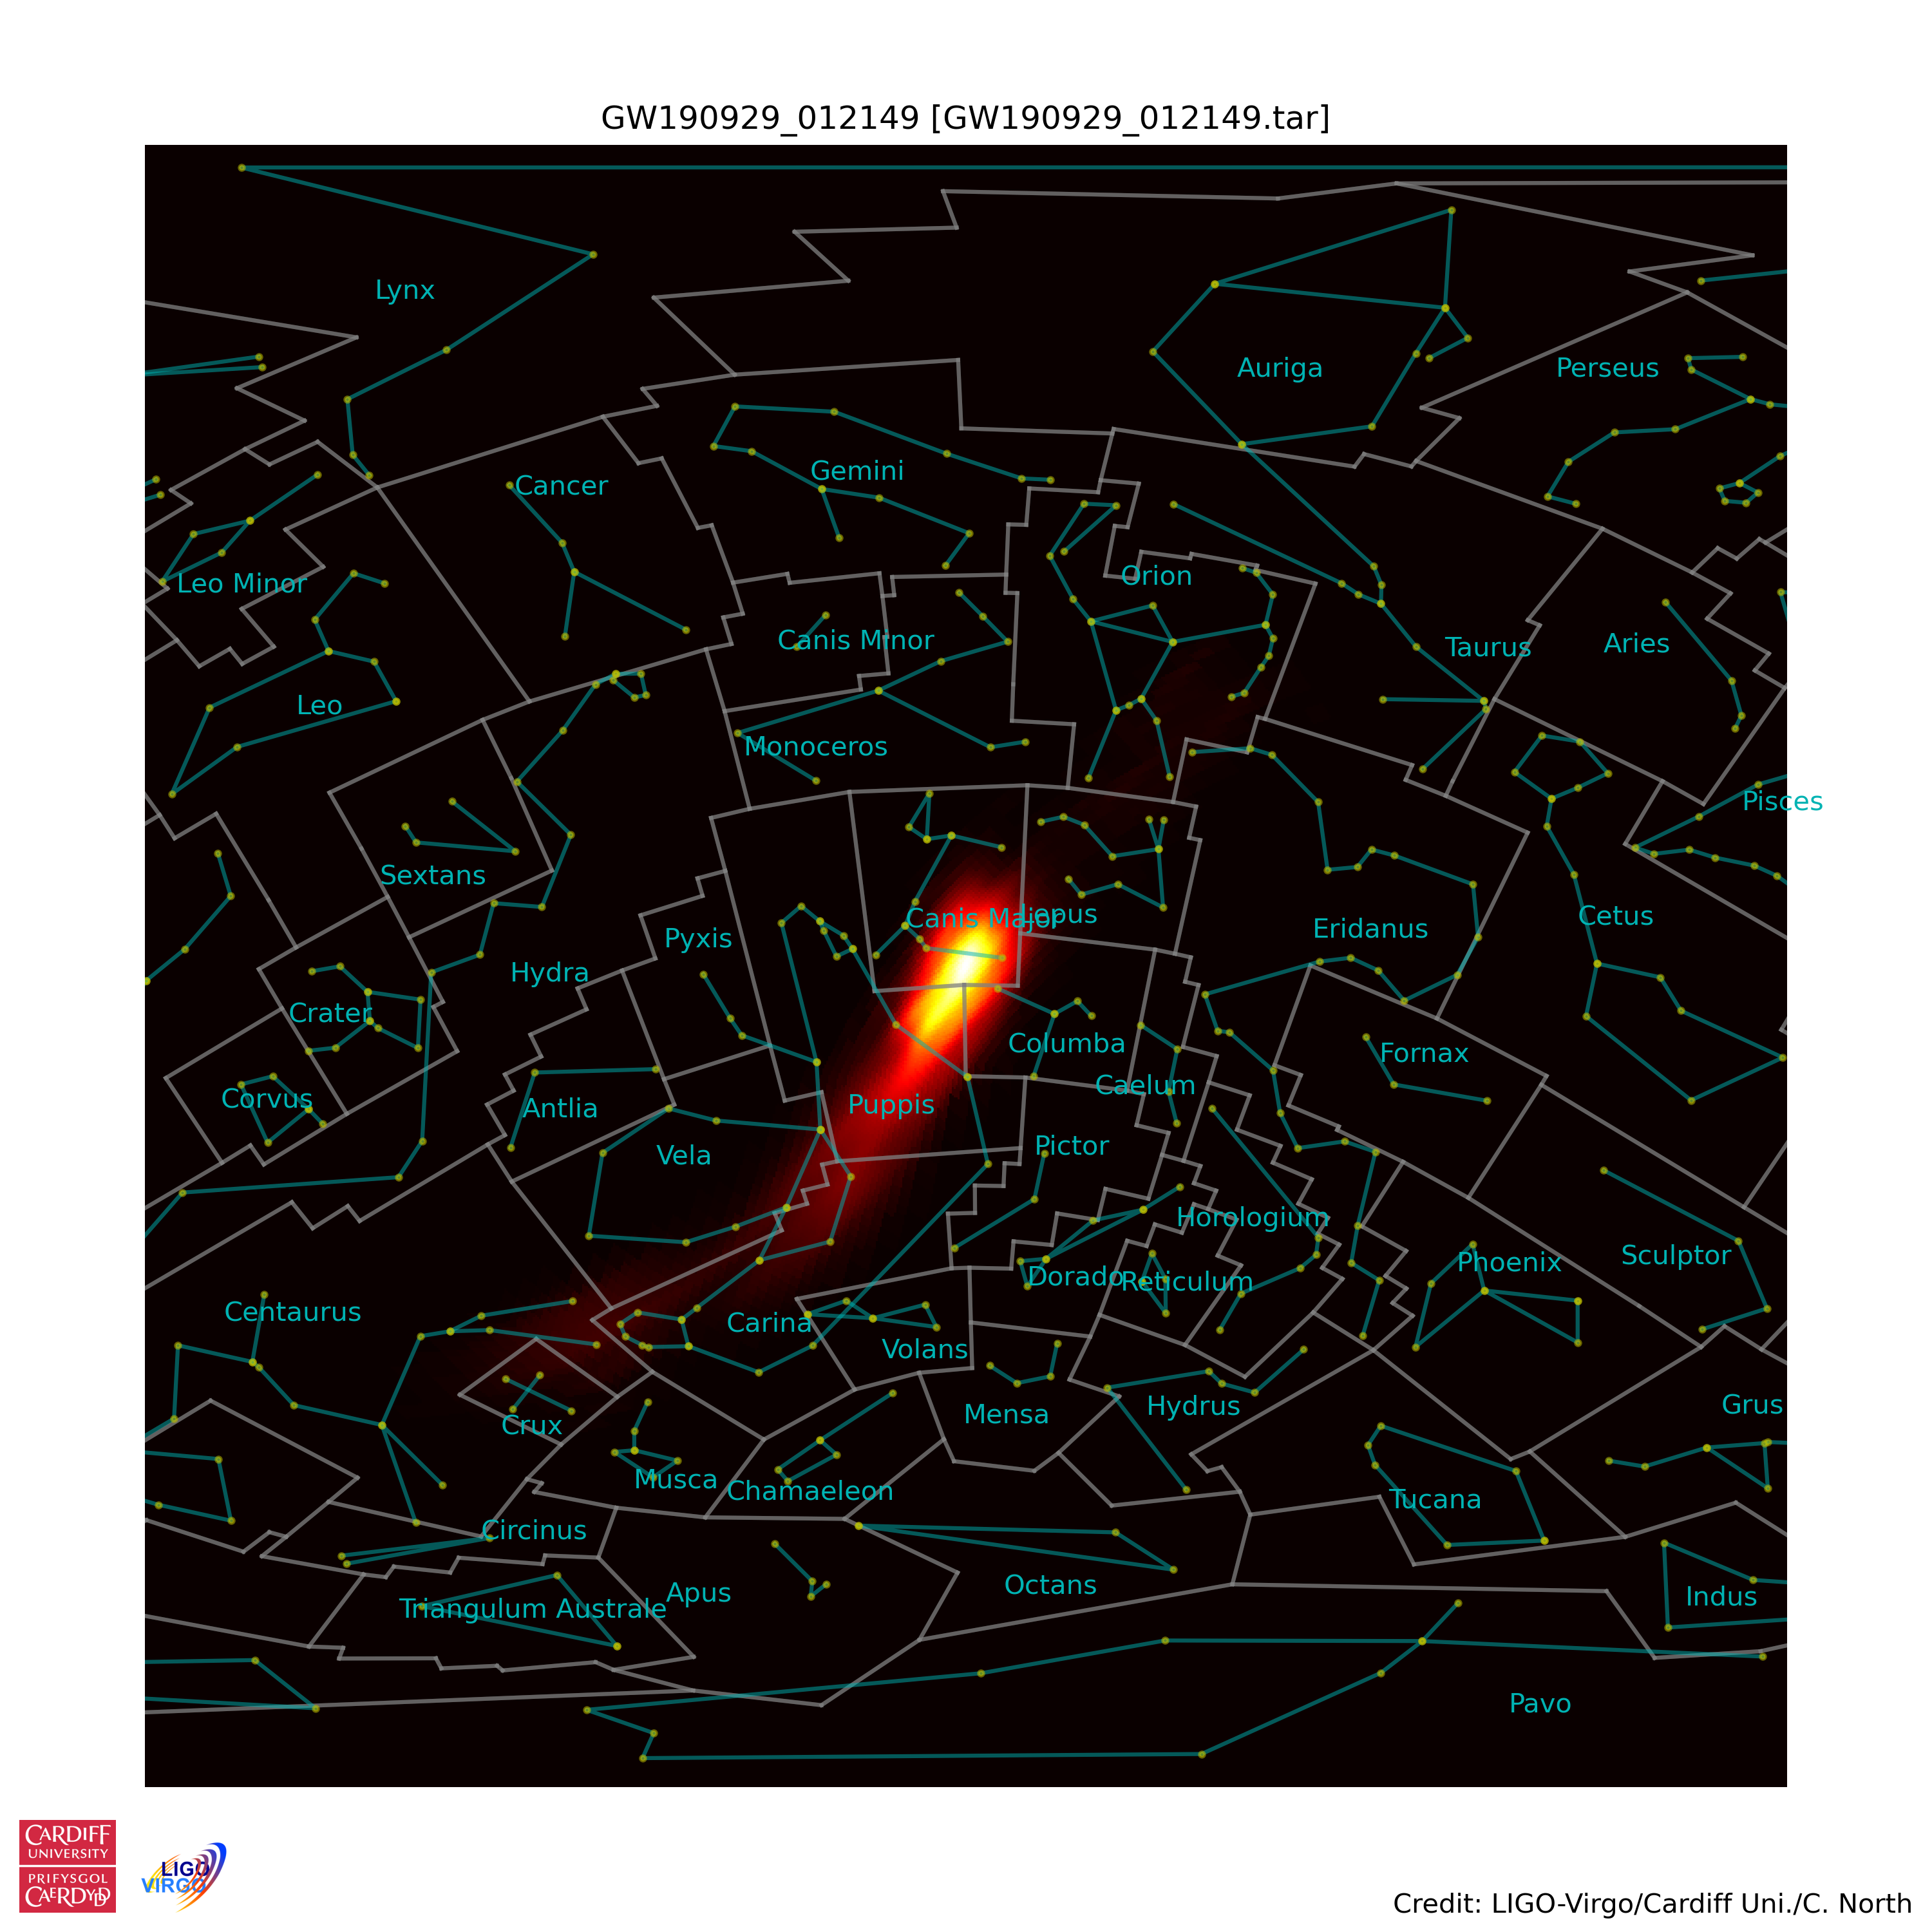 GW190929_012149 [GW190929_012149.tar]
Lynx
Auriga
Perseus
Gemini
Cancer
Orion
Leo Minor
Canis Minor
Taurus
Aries
Leo
Monoceros
Pisces
Sextans
Canis Major
Lepus
Eridanus
Cetus
Pyxis
Hydra
Crater
Columba
Fornax
Caelum
Corvus
Antlia
Puppis
Pictor
Vela
Horologium
Phoenix
Sculptor
Dorado
Reticulum
Centaurus
Carina
Volans
Crux
Mensa
Hydrus
Grus
Musca
Chamaeleon
Tucana
Circinus
Octans
Apus
Triangulum Australe
Indus
Pavo
CARDIFF
UNIVERSITY
PRIFYSGOL
CAERDYDD
LIGO
VIRGO
Credit: LIGO-Virgo/Cardiff Uni./C. North